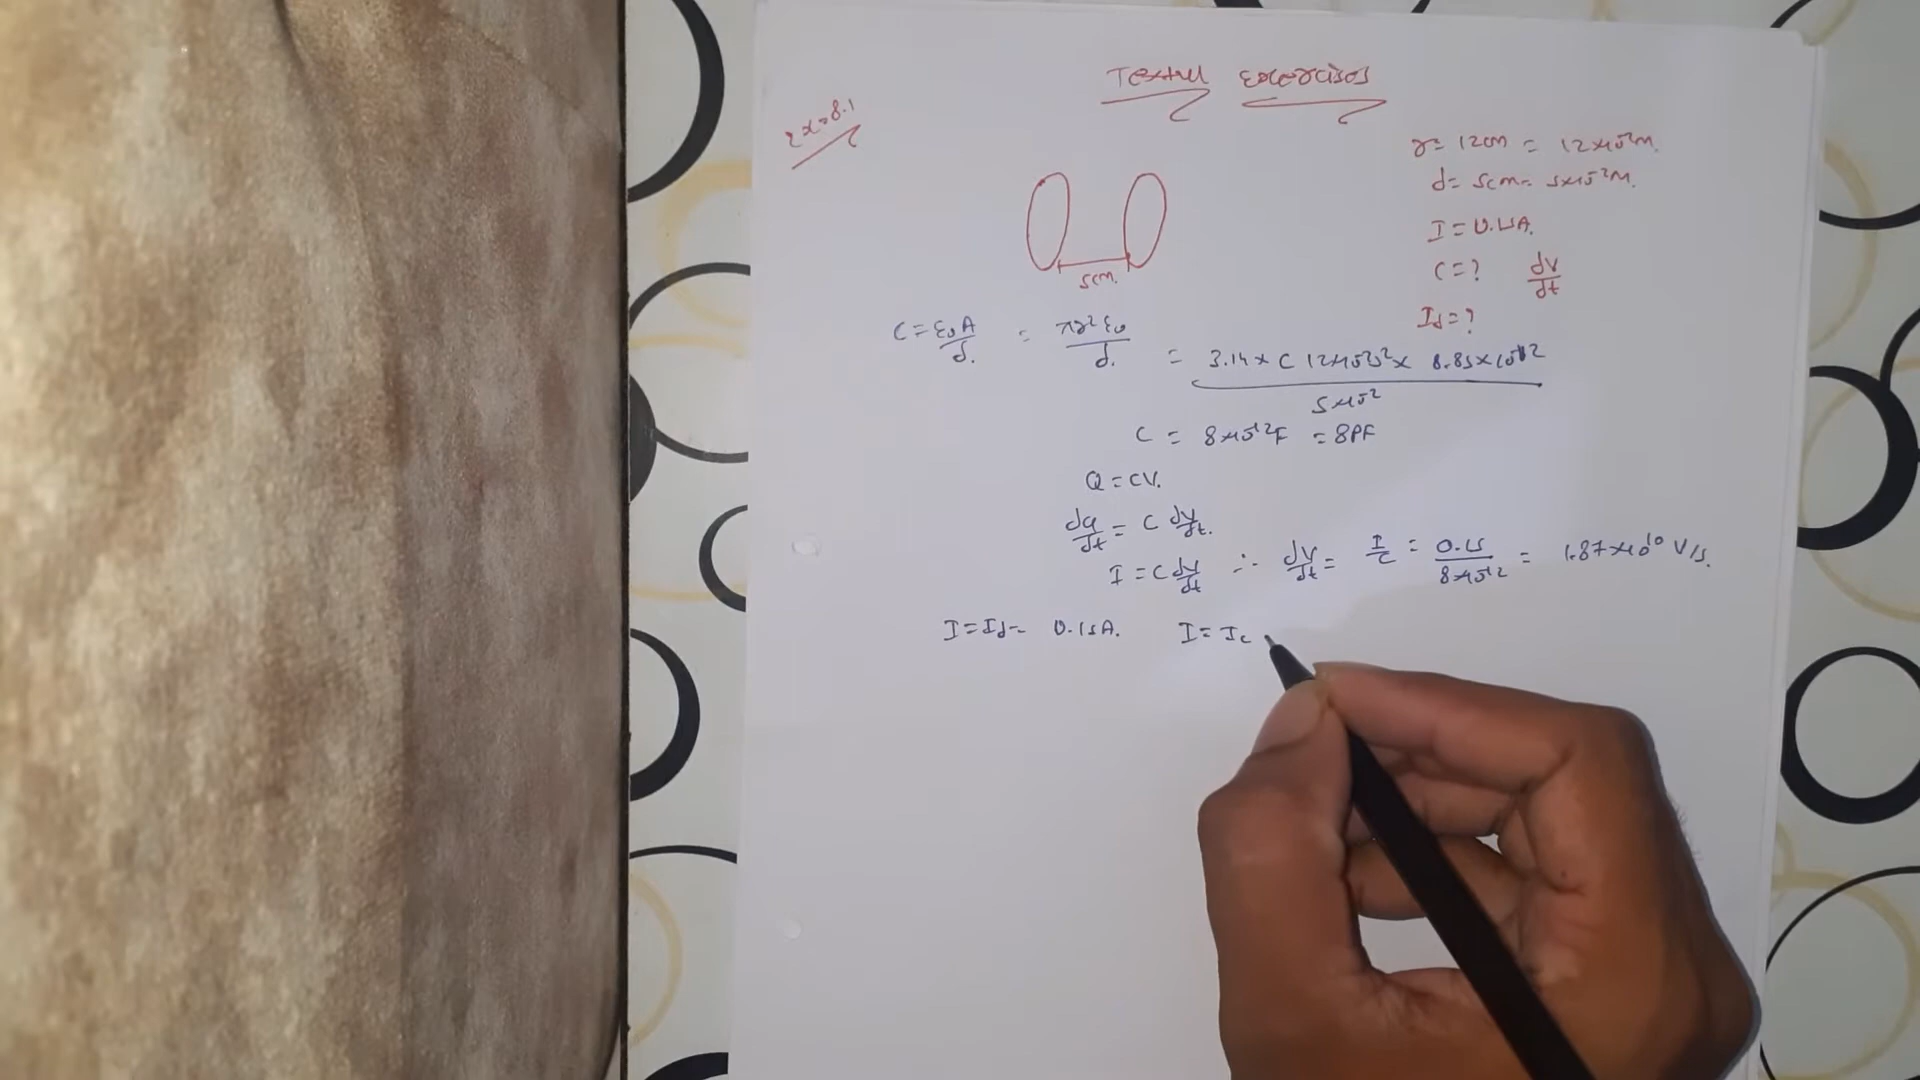 Textual Exercises
Ex 8.1
r = 12cm = 12×10⁻²m.
d = 5cm = 5×10⁻²m.
I = 0.15A.
C = ? dV/dt
Id = ?
5cm.
C = ε₀A/d. = πr²ε₀/d. = 3.14 × (12×10⁻²)² × 8.85×10⁻¹²/5×10⁻²
C = 8×10⁻¹²F = 8PF
Q = CV.
dq/dt = C dV/dt.
I = C dV/dt ∴ dV/dt = I/C = 0.15/8×10⁻¹² = 1.87×10¹⁰ V/s.
I = Id = 0.15A. I = Ic